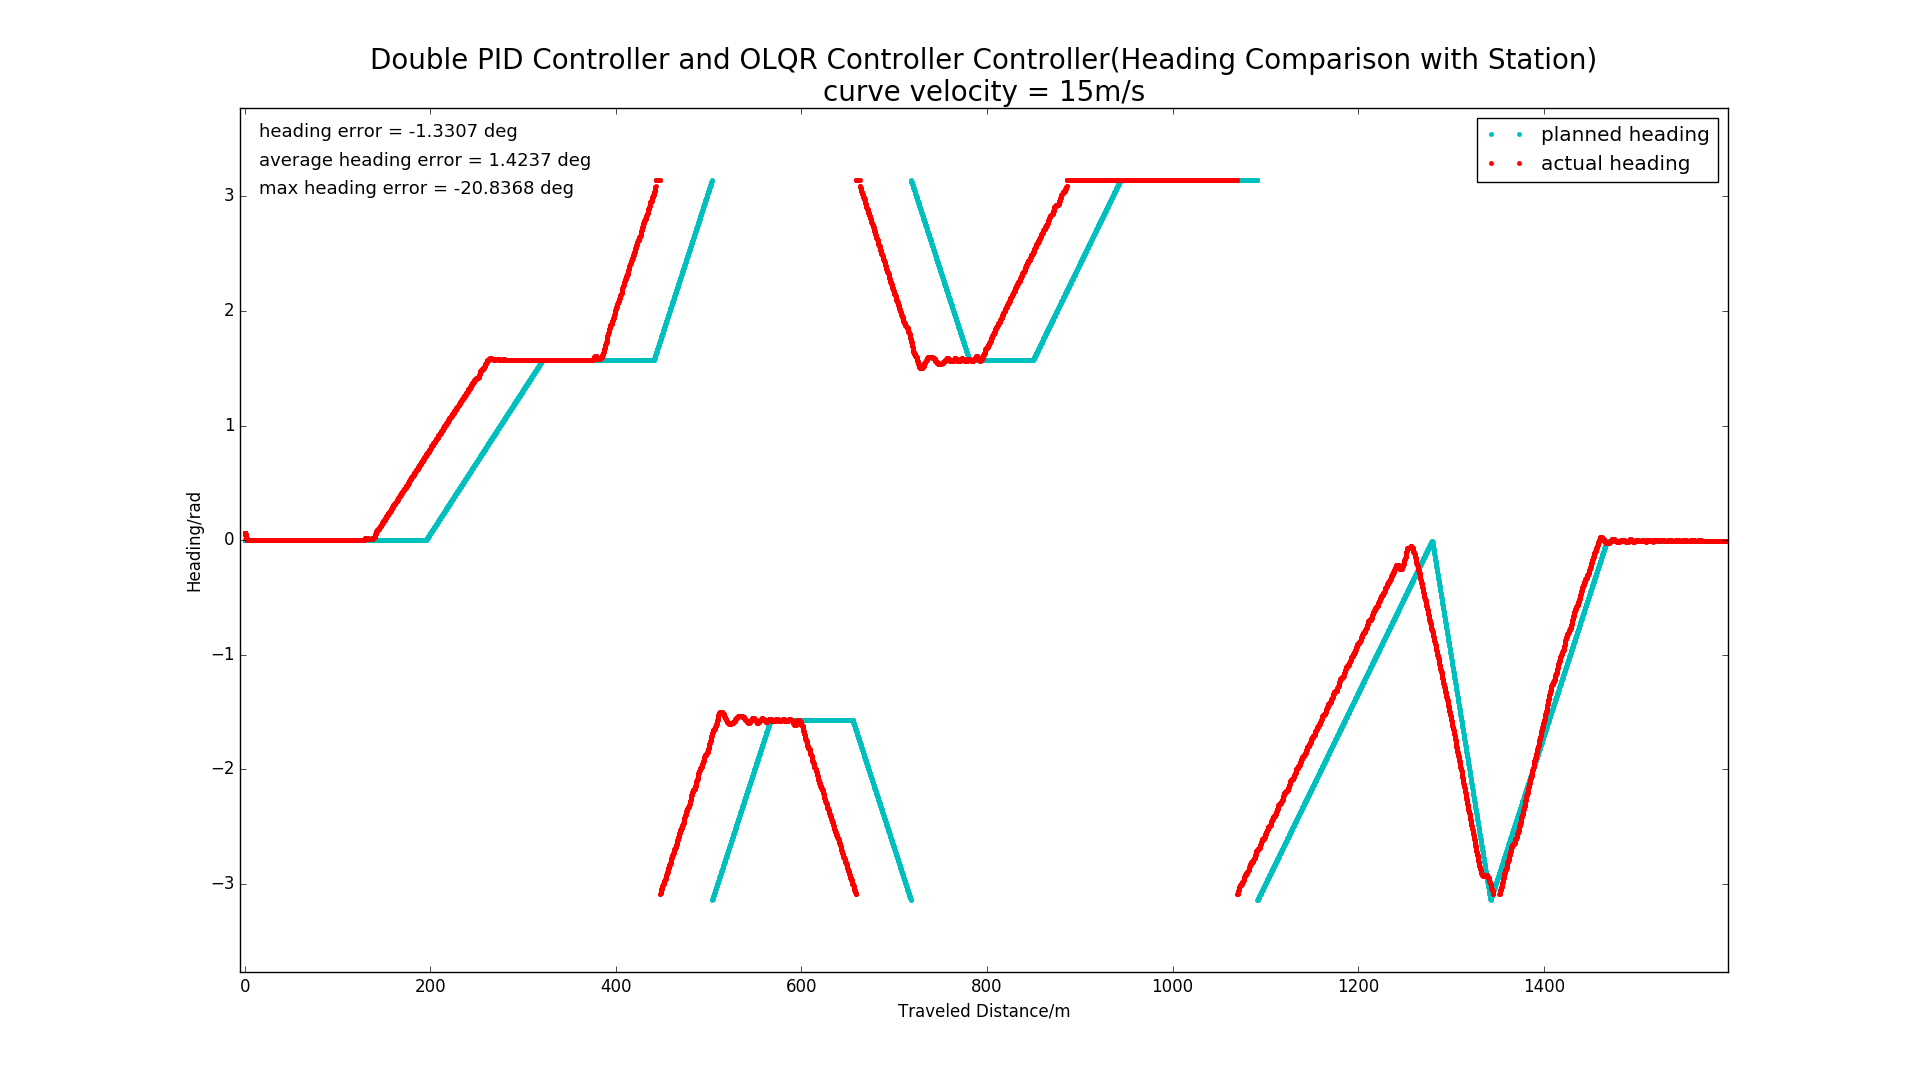 Double PID Controller and OLQR Controller Controller(Heading Comparison with Station)
curve velocity = 15m/s
heading error = -1.3307 deg
average heading error = 1.4237 deg
max heading error = -20.8368 deg
planned heading
actual heading
3
2
1
0
−1
−2
−3
Heading/rad
0
200
400
600
800
1000
1200
1400
Traveled Distance/m